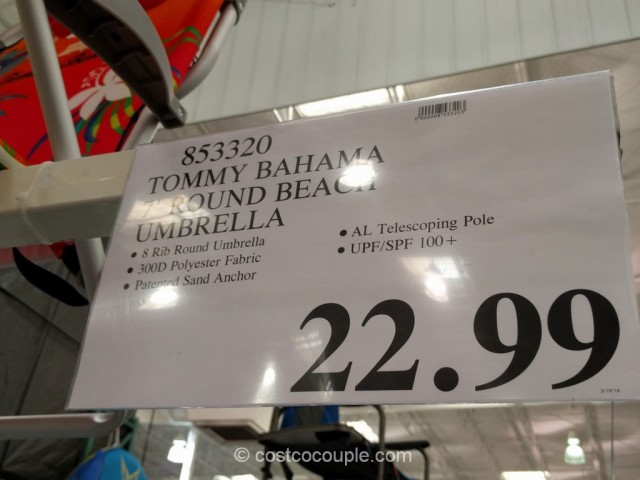 853320
TOMMY BAHAMA
7' ROUND BEACH
UMBRELLA
• 8 Rib Round Umbrella
• 300D Polyester Fabric
• Patented Sand Anchor
• AL Telescoping Pole
• UPF/SPF 100+
22.99
© costcocouple.com